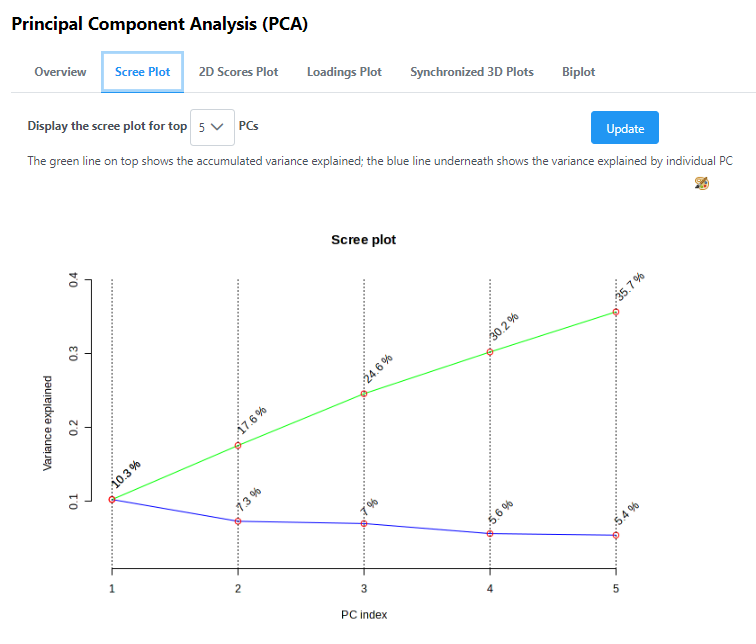 Principal Component Analysis (PCA)
Overview Scree Plot 2D Scores Plot Loadings Plot Synchronized 3D Plots Biplot
Display the scree plot for top 5 PCs Update
The green line on top shows the accumulated variance explained; the blue line underneath shows the variance explained by individual PC
Scree plot
Variance explained
0.4
0.3
0.2
0.1
10.3 %
17.6 %
24.6 %
30.2 %
35.7 %
7.3 %
7 %
5.6 %
5.4 %
1 2 3 4 5
PC index